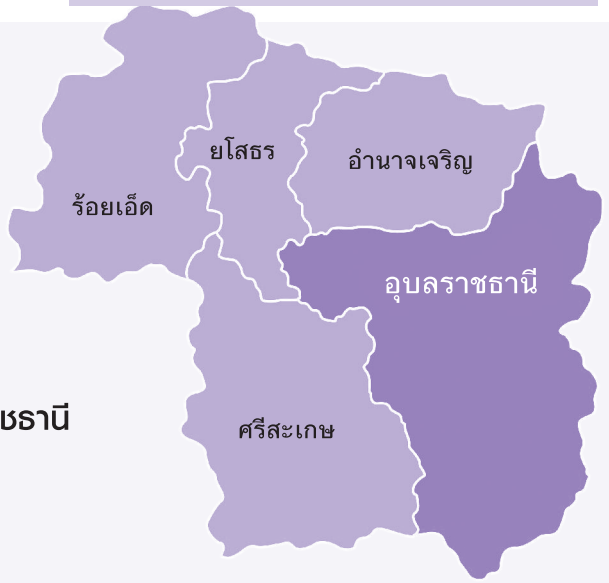 ยโสธร
อำนาจเจริญ
ร้อยเอ็ด
อุบลราชธานี
ชธานี
ศรีสะเกษ